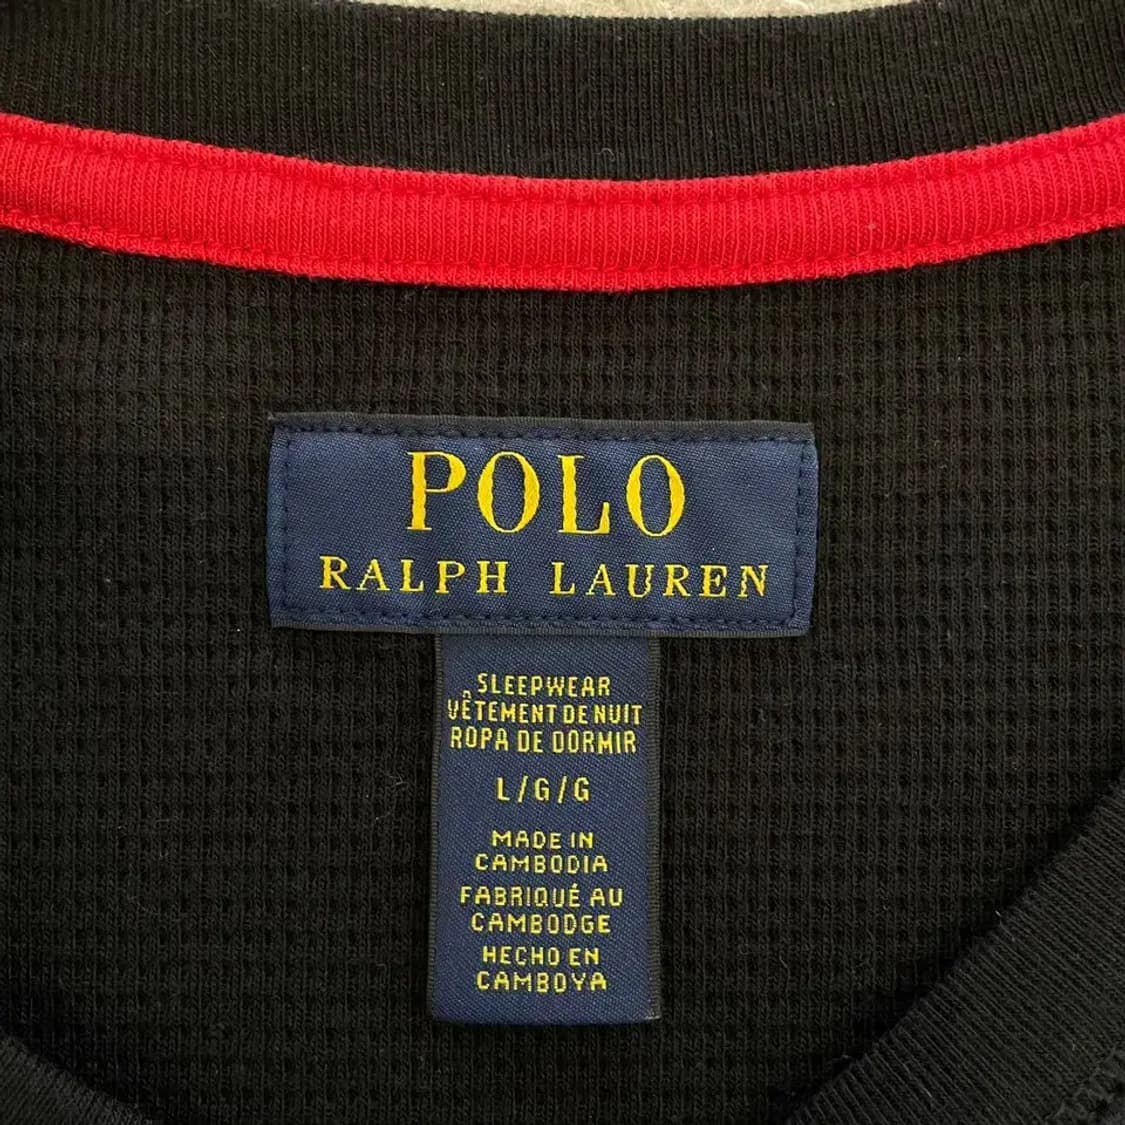 POLO
RALPH LAUREN
SLEEPWEAR
VÊTEMENT DE NUIT
ROPA DE DORMIR
L/G/G
MADE IN
CAMBODIA
FABRIQUÉ AU
CAMBODGE
HECHO EN
CAMBOYA